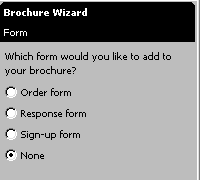 Brochure Wizard
Form
Which form would you like to add to
your brochure?
Order form
Response form
Sign-up form
None